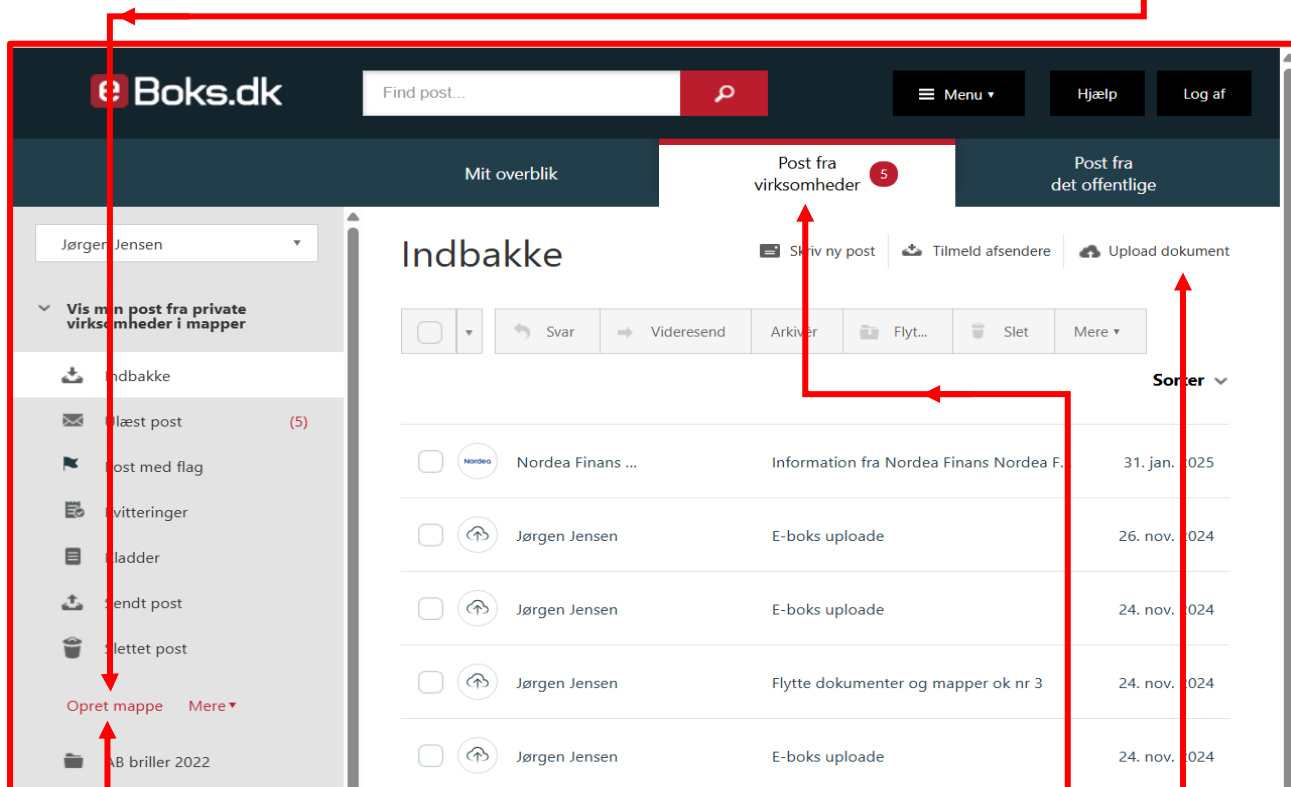 e Boks.dk
Find post...
Menu
Hjælp
Log af
Mit overblik
Post fra
virksomheder
5
Post fra
det offentlige
Jørgen Jensen
Vis min post fra private
virksomheder i mapper
Indbakke
Ulæst post (5)
Post med flag
Kvitteringer
Kladder
Sendt post
Slettet post
Opret mappe Mere
AB briller 2022
Indbakke
Skriv ny post
Tilmeld afsendere
Upload dokument
Svar
Videresend
Arkivér
Flyt...
Slet
Mere
Sorter
Nordea Nordea Finans ... Information fra Nordea Finans Nordea F... 31. jan. 2025
Jørgen Jensen E-boks uploade 26. nov. 2024
Jørgen Jensen E-boks uploade 24. nov. 2024
Jørgen Jensen Flytte dokumenter og mapper ok nr 3 24. nov. 2024
Jørgen Jensen E-boks uploade 24. nov. 2024